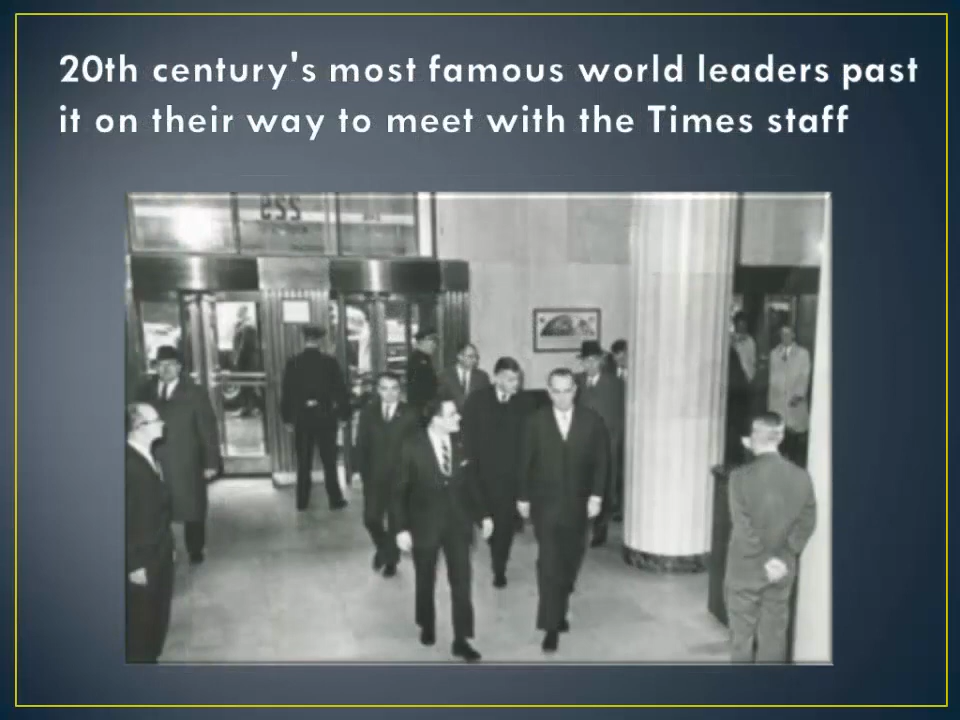 20th century's most famous world leaders past
it on their way to meet with the Times staff